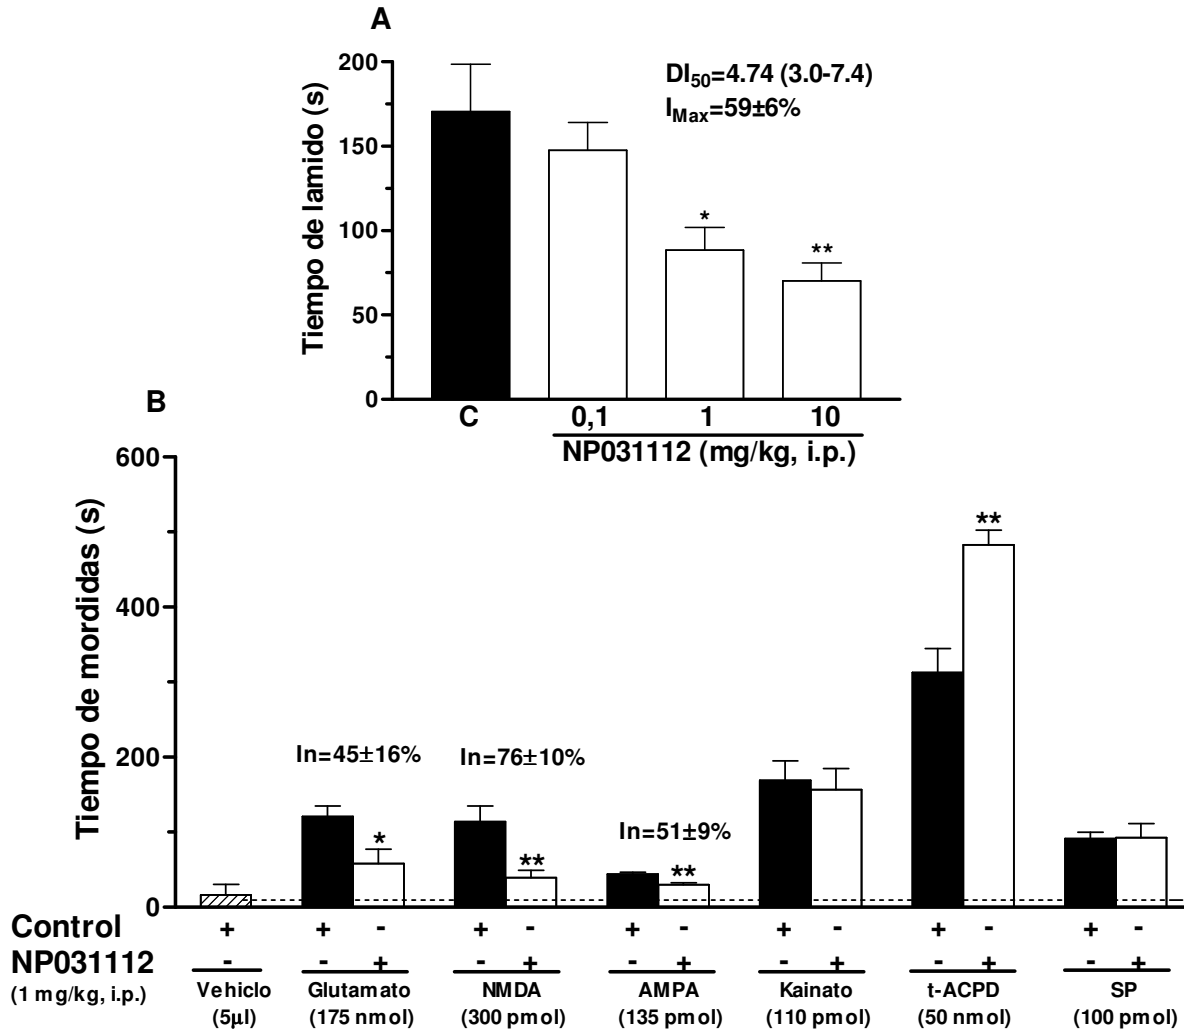 A
DI50=4.74 (3.0-7.4)
IMax=59±6%
Tiempo de lamido (s)
200
150
100
50
0
*
**
C 0,1 1 10
NP031112 (mg/kg, i.p.)
B
Tiempo de mordidas (s)
600
400
200
0
In=45±16%
In=76±10%
In=51±9%
*
**
**
**
Control + + - + - + - + - + - + -
NP031112 - - + - + - + - + - + - +
(1 mg/kg, i.p.)
Vehiclo Glutamato NMDA AMPA Kainato t-ACPD SP
(5µl) (175 nmol) (300 pmol) (135 pmol) (110 pmol) (50 nmol) (100 pmol)